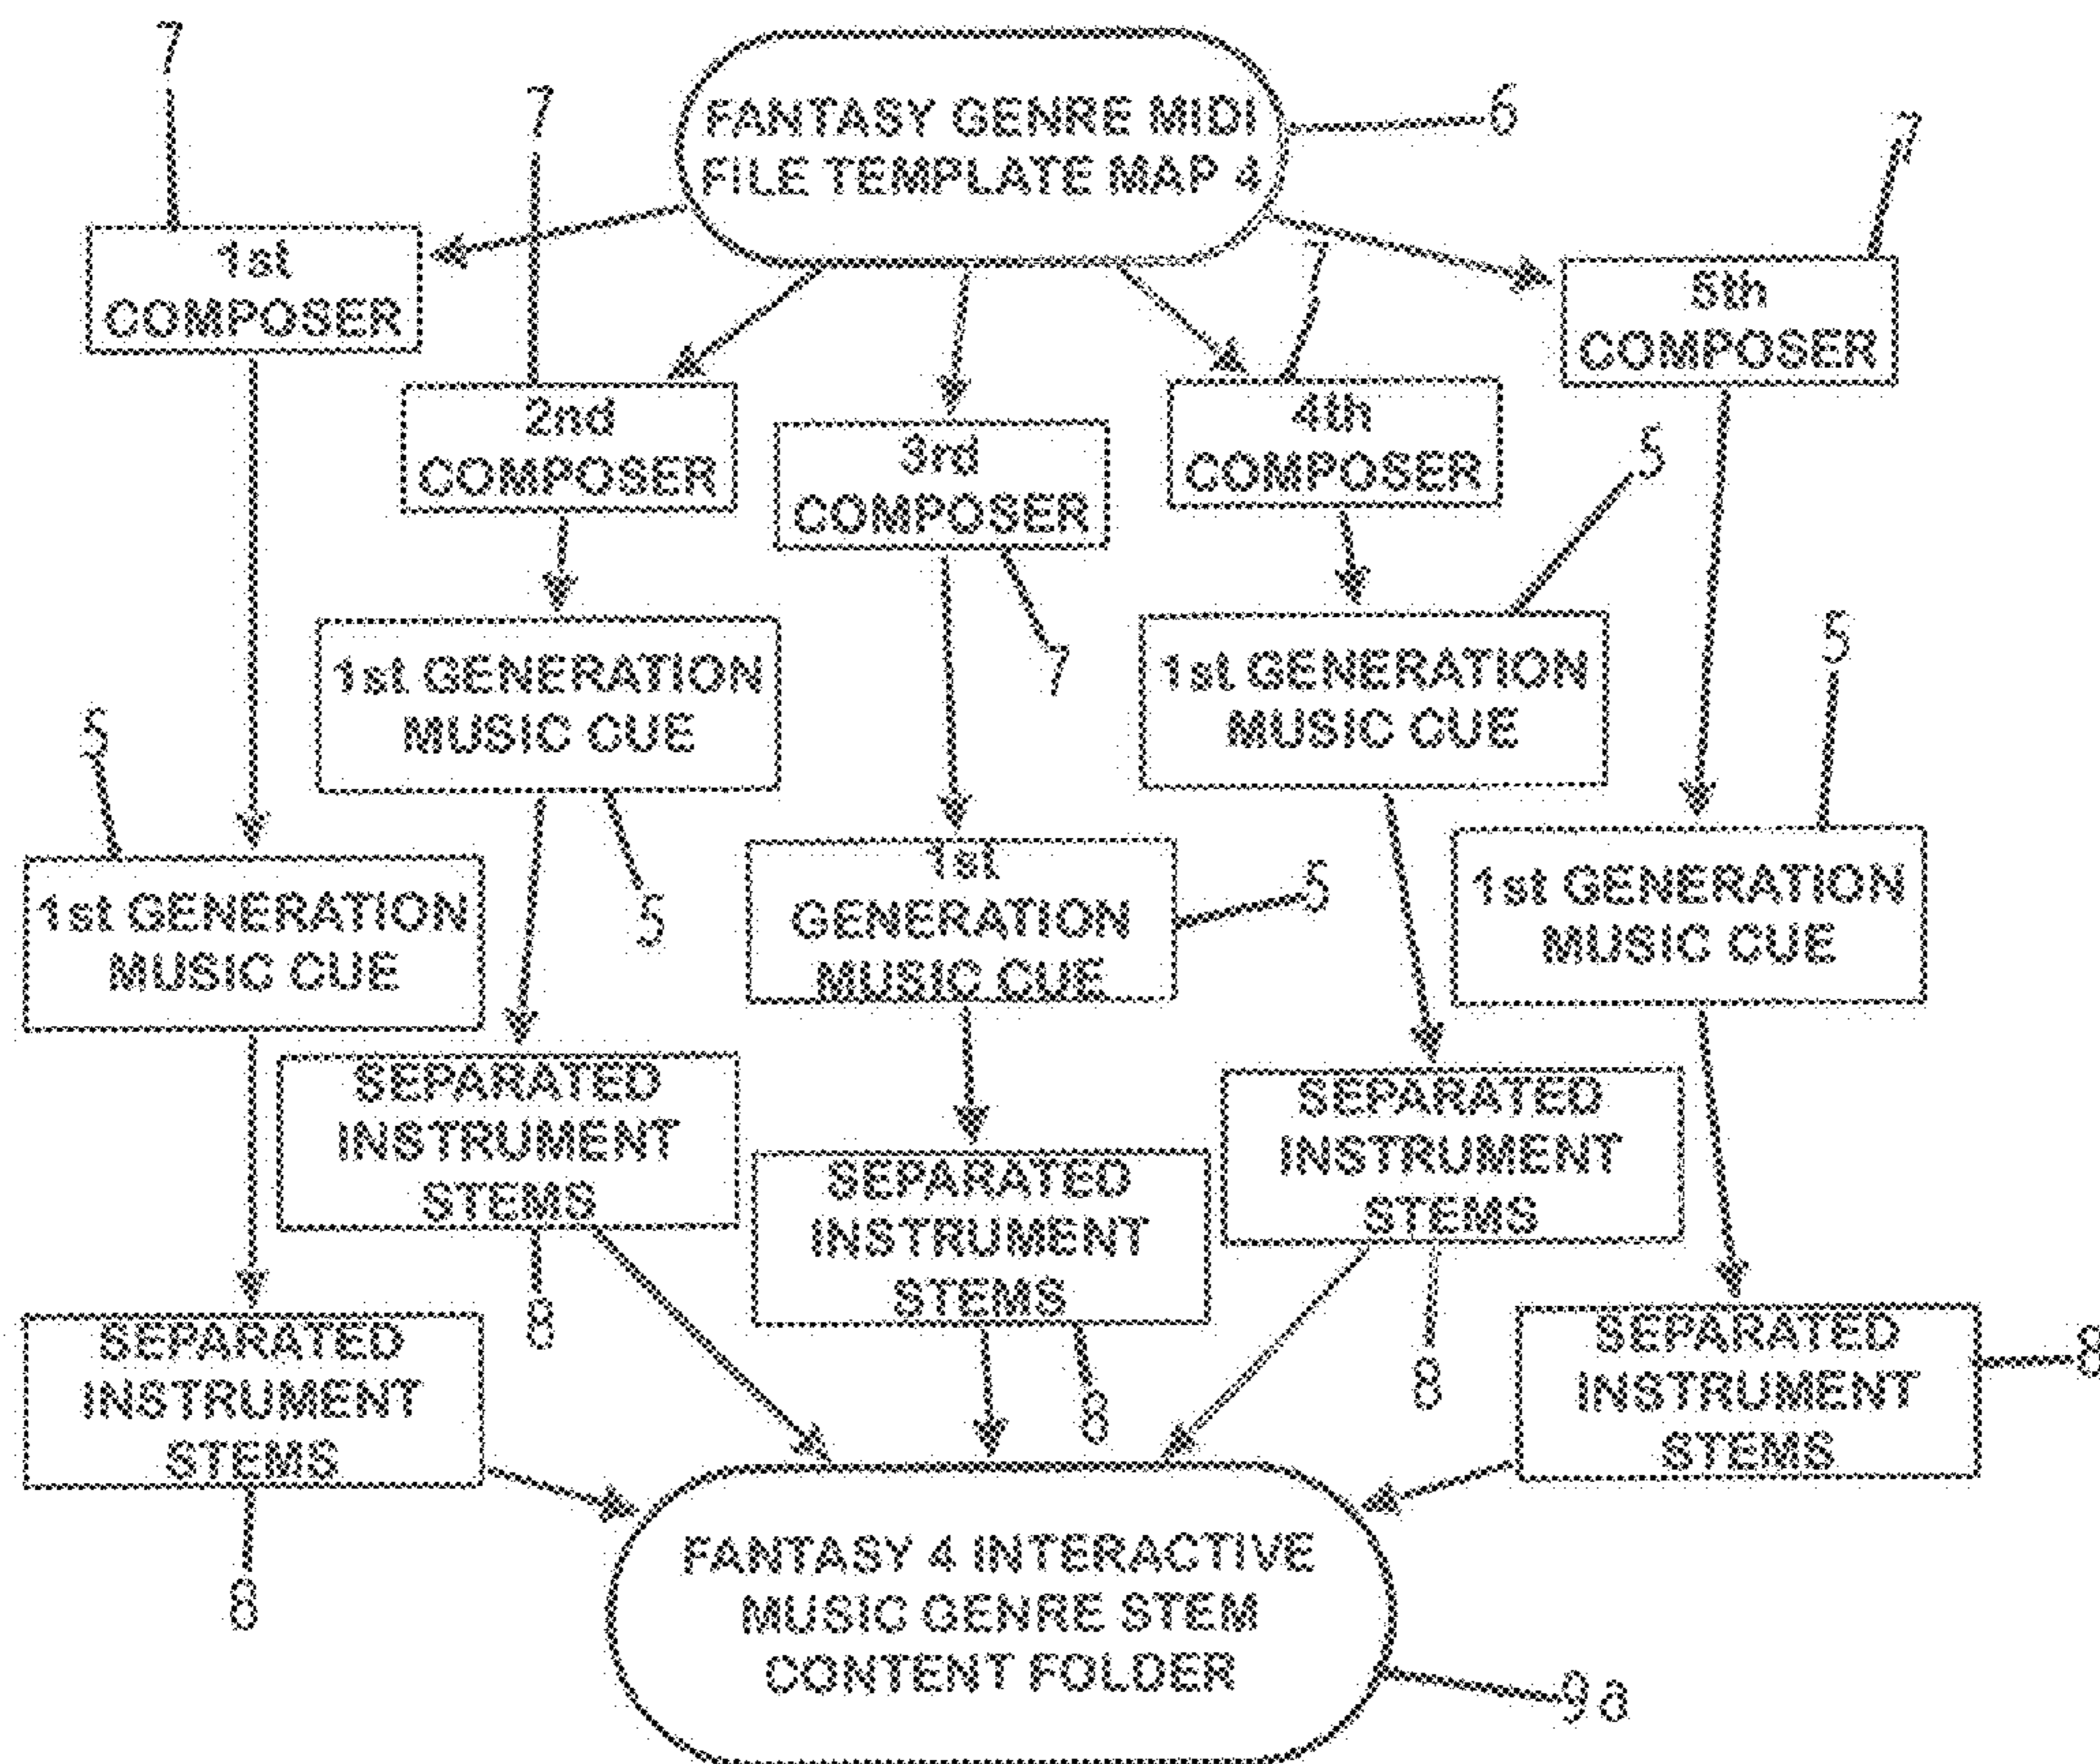 7
7
FANTASY GENRE MIDI
FILE TEMPLATE MAP 4
6
7
1st
COMPOSER
7
5th
COMPOSER
2nd
COMPOSER
3rd
COMPOSER
4th
COMPOSER
5
1st GENERATION
MUSIC CUE
7
1st GENERATION
MUSIC CUE
5
5
1st GENERATION
MUSIC CUE
5
1st
GENERATION
MUSIC CUE
5
1st GENERATION
MUSIC CUE
SEPARATED
INSTRUMENT
STEMS
8
SEPARATED
INSTRUMENT
STEMS
8
SEPARATED
INSTRUMENT
STEMS
8
SEPARATED
INSTRUMENT
STEMS
8
SEPARATED
INSTRUMENT
STEMS
8
FANTASY 4 INTERACTIVE
MUSIC GENRE STEM
CONTENT FOLDER
9a